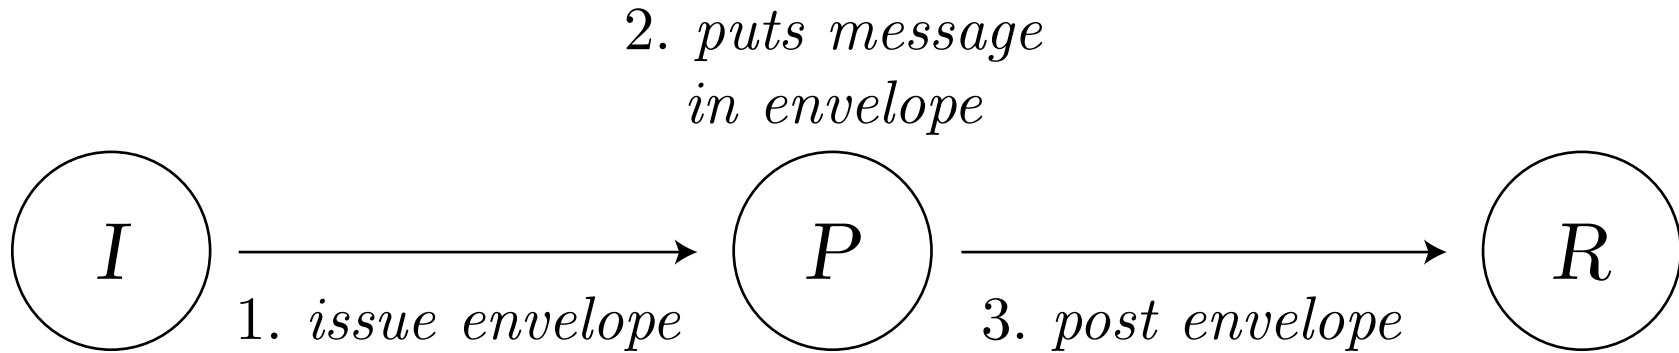 2. puts message
in envelope
I
P
R
1. issue envelope
3. post envelope